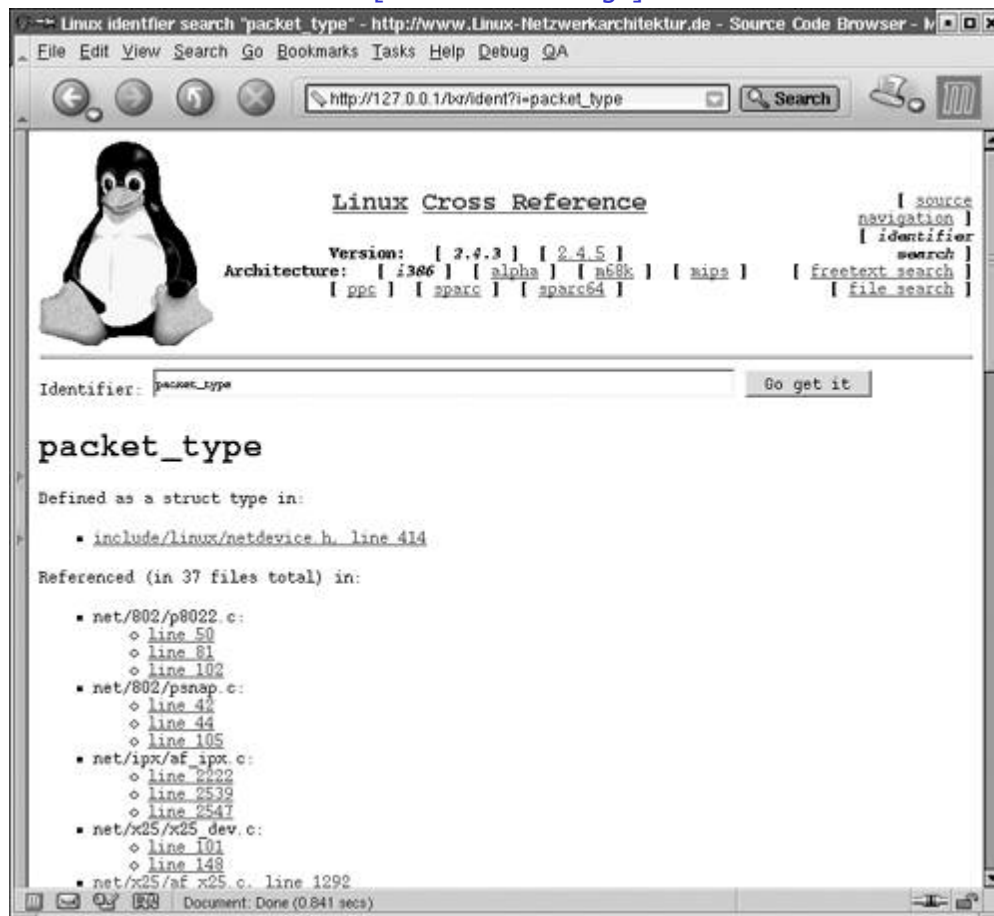 Linux identfier search "packet_type" - http://www.Linux-Netzwerkarchitektur.de - Source Code Browser - M
File Edit View Search Go Bookmarks Tasks Help Debug QA
http://127.0.0.1/lxr/ident?i=packet_type Search
Linux Cross Reference
[ source navigation ]
[ identifier search ]
[ freetext search ]
[ file search ]
Version: [ 2.4.3 ] [ 2.4.5 ]
Architecture: [ i386 ] [ alpha ] [ m68k ] [ mips ]
[ ppc ] [ sparc ] [ sparc64 ]
Identifier: packet_type Go get it
packet_type
Defined as a struct type in:
include/linux/netdevice.h, line 414
Referenced (in 37 files total) in:
net/802/p8022.c:
line 50
line 81
line 102
net/802/psnap.c:
line 42
line 44
line 105
net/ipx/af_ipx.c:
line 2222
line 2539
line 2547
net/x25/x25_dev.c:
line 101
line 148
net/x25/af_x25.c, line 1292
Document: Done (0.841 secs)